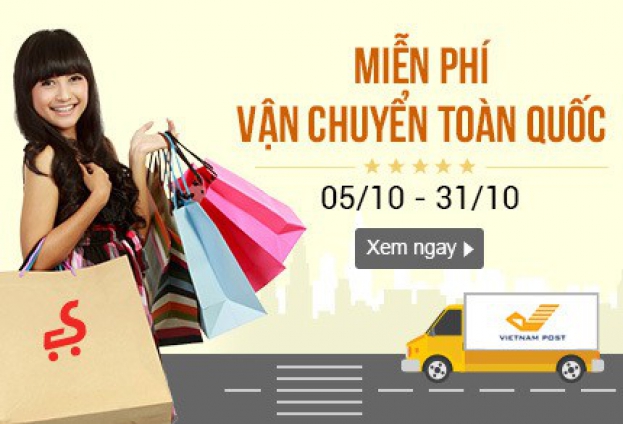 MIỄN PHÍ
VẬN CHUYỂN TOÀN QUỐC
05/10 - 31/10
Xem ngay
VIETNAM POST